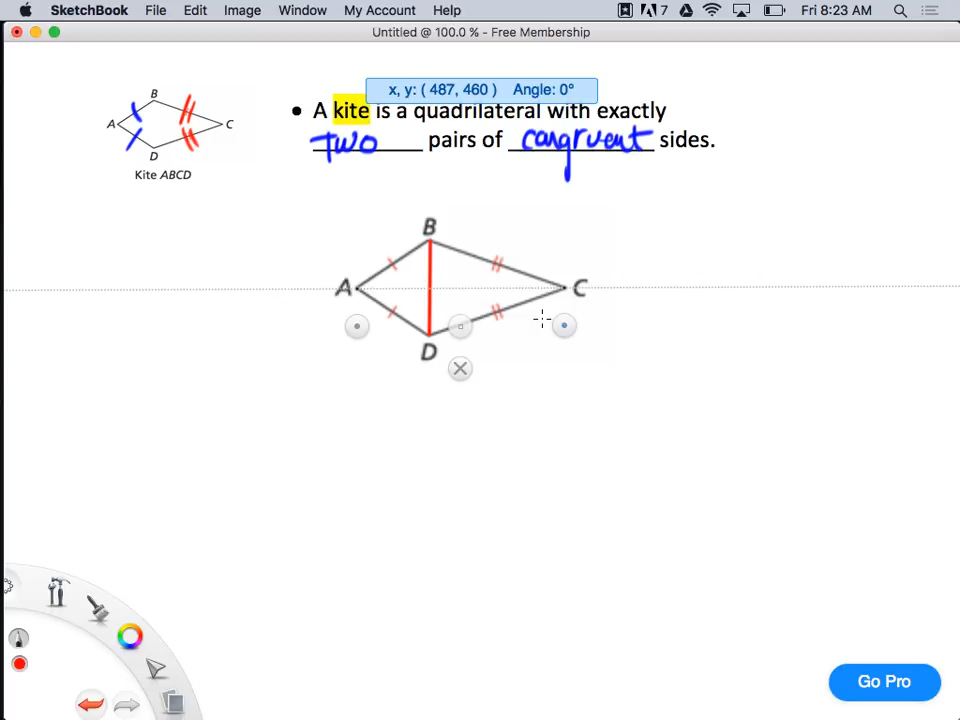 SketchBook File Edit Image Window My Account Help 7 Fri 8:23 AM
Untitled @ 100.0 % - Free Membership
x, y: ( 487, 460 ) Angle: 0°
• A kite is a quadrilateral with exactly
two pairs of congruent sides.
B
A
C
D
Kite ABCD
B
A
C
D
Go Pro